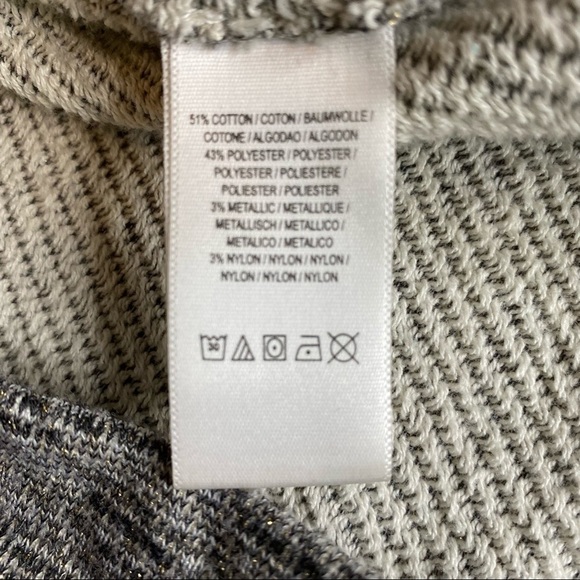 51% COTTON / COTON / BAUMWOLLE /
COTONE / ALGODAO / ALGODON
43% POLYESTER / POLYESTER /
POLYESTER / POLIESTERE /
POLIESTER / POLIESTER
3% METALLIC / METALLIQUE /
METALLISCH / METALLICO /
METALICO / METALICO
3% NYLON / NYLON / NYLON /
NYLON / NYLON / NYLON